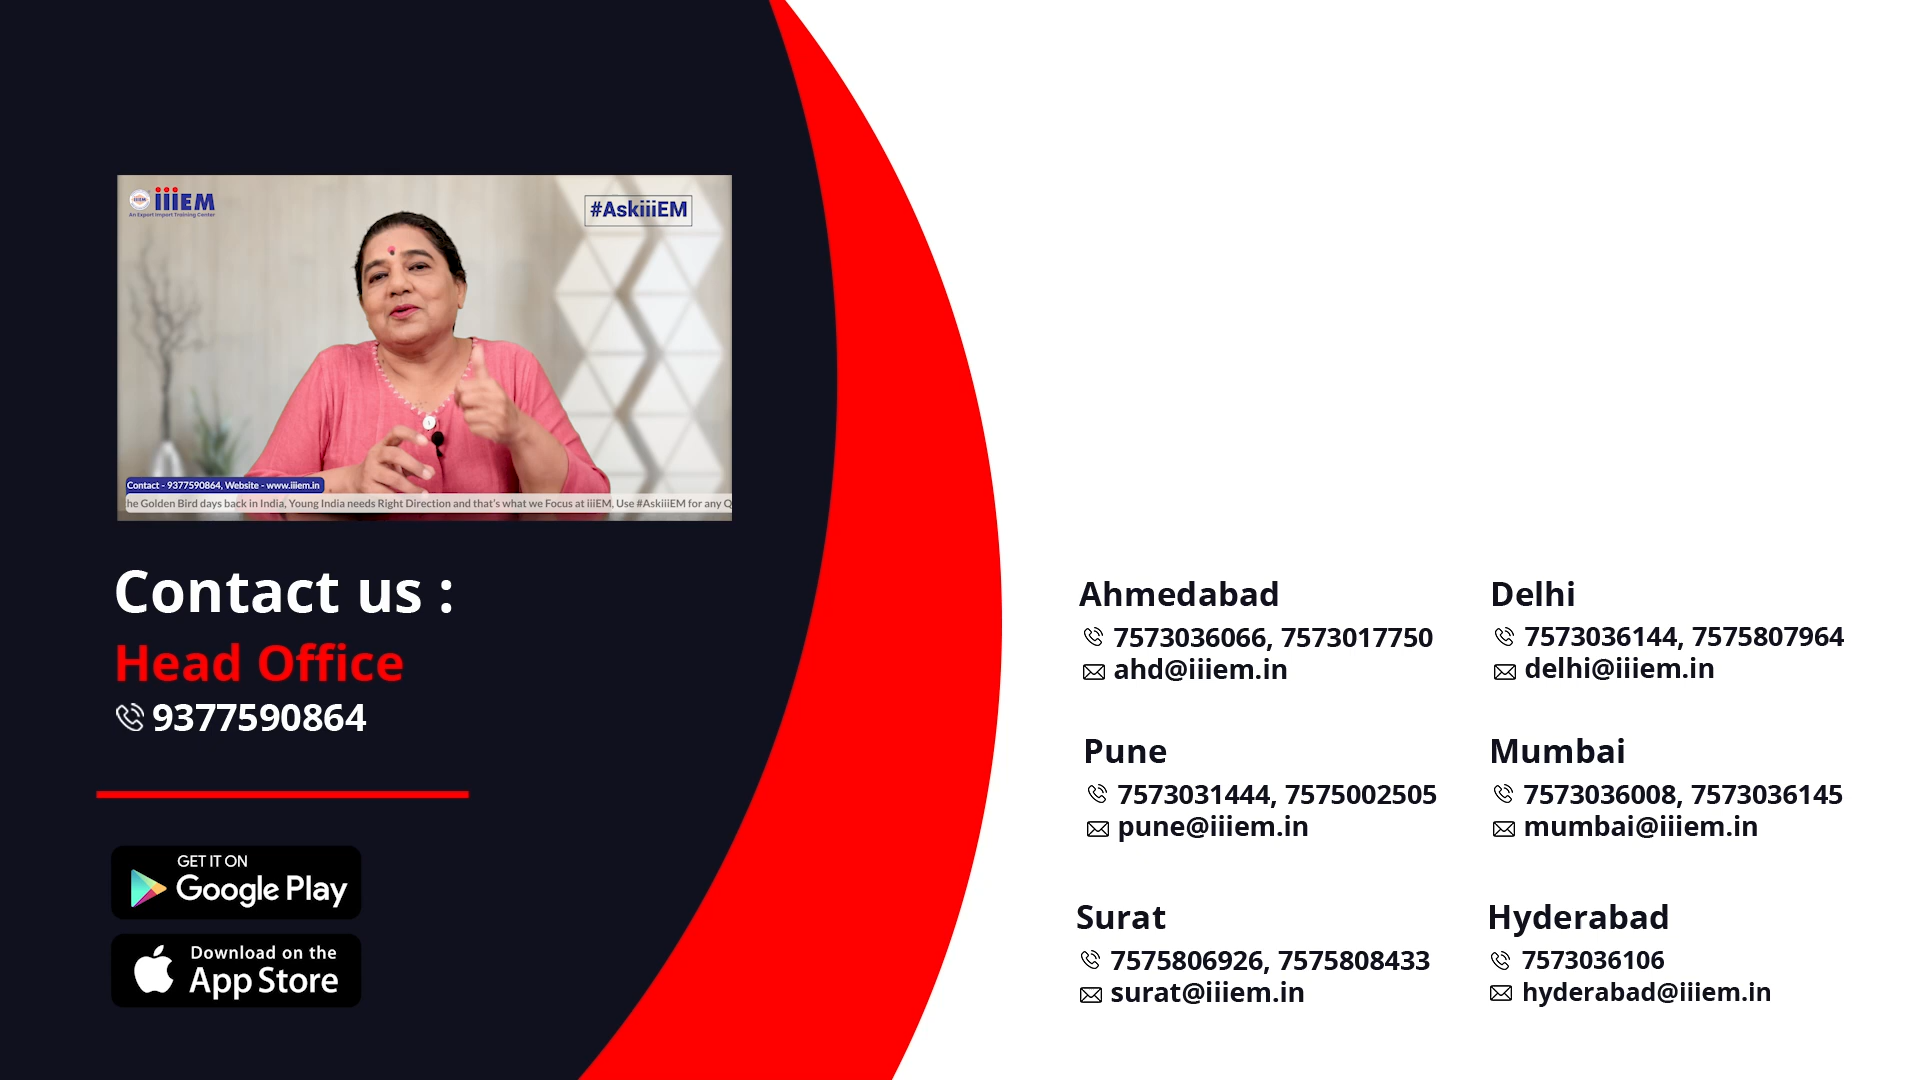 iiiEM
An Export Import Training Center
#AskiiiEM
Contact - 9377590864, Website - www.iiiem.in
he Golden Bird days back in India, Young India needs Right Direction and that's what we Focus at iiiEM, Use #AskiiiEM for any Q
Contact us :
Head Office
9377590864
GET IT ON
Google Play
Download on the
App Store
Ahmedabad
7573036066, 7573017750
ahd@iiiem.in
Delhi
7573036144, 7575807964
delhi@iiiem.in
Pune
7573031444, 7575002505
pune@iiiem.in
Mumbai
7573036008, 7573036145
mumbai@iiiem.in
Surat
7575806926, 7575808433
surat@iiiem.in
Hyderabad
7573036106
hyderabad@iiiem.in